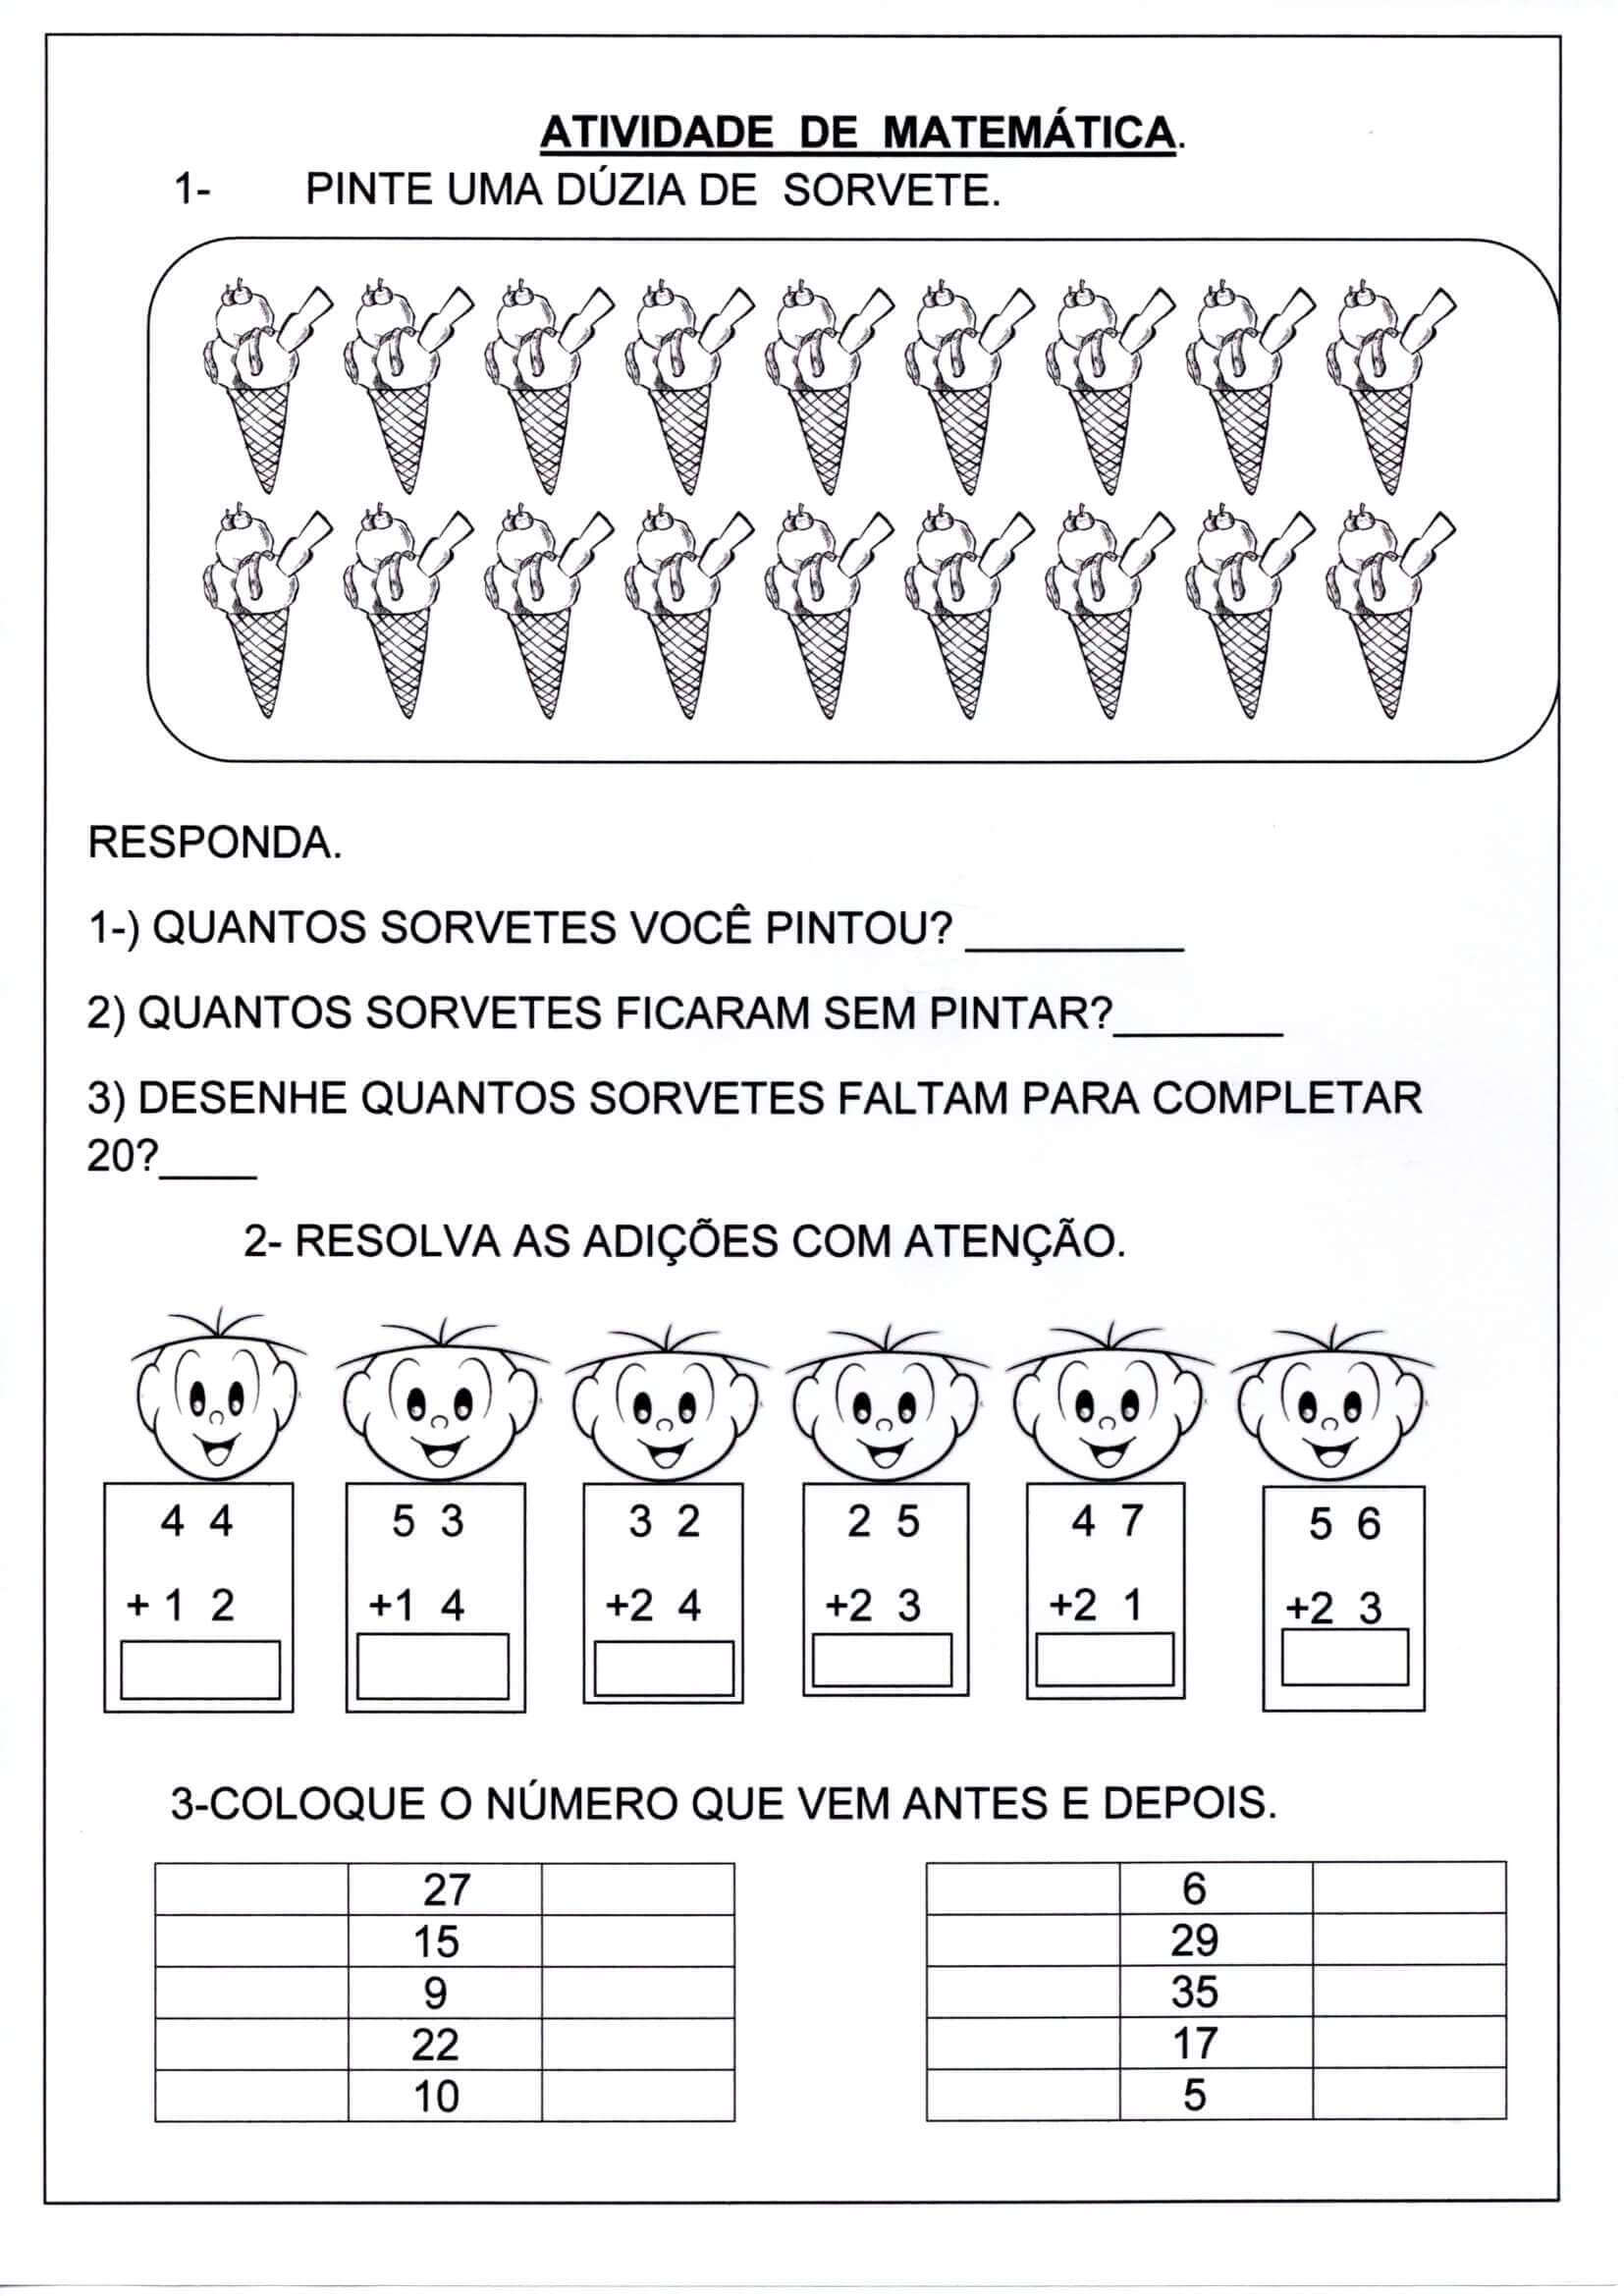 ATIVIDADE DE MATEMÁTICA.
1- PINTE UMA DÚZIA DE SORVETE.
RESPONDA.
1-) QUANTOS SORVETES VOCÊ PINTOU? _________
2) QUANTOS SORVETES FICARAM SEM PINTAR?_______
3) DESENHE QUANTOS SORVETES FALTAM PARA COMPLETAR
20?____
2- RESOLVA AS ADIÇÕES COM ATENÇÃO.
4 4 5 3 3 2 2 5 4 7 5 6
+ 1 2 +1 4 +2 4 +2 3 +2 1 +2 3
3-COLOQUE O NÚMERO QUE VEM ANTES E DEPOIS.
27 6
15 29
9 35
22 17
10 5